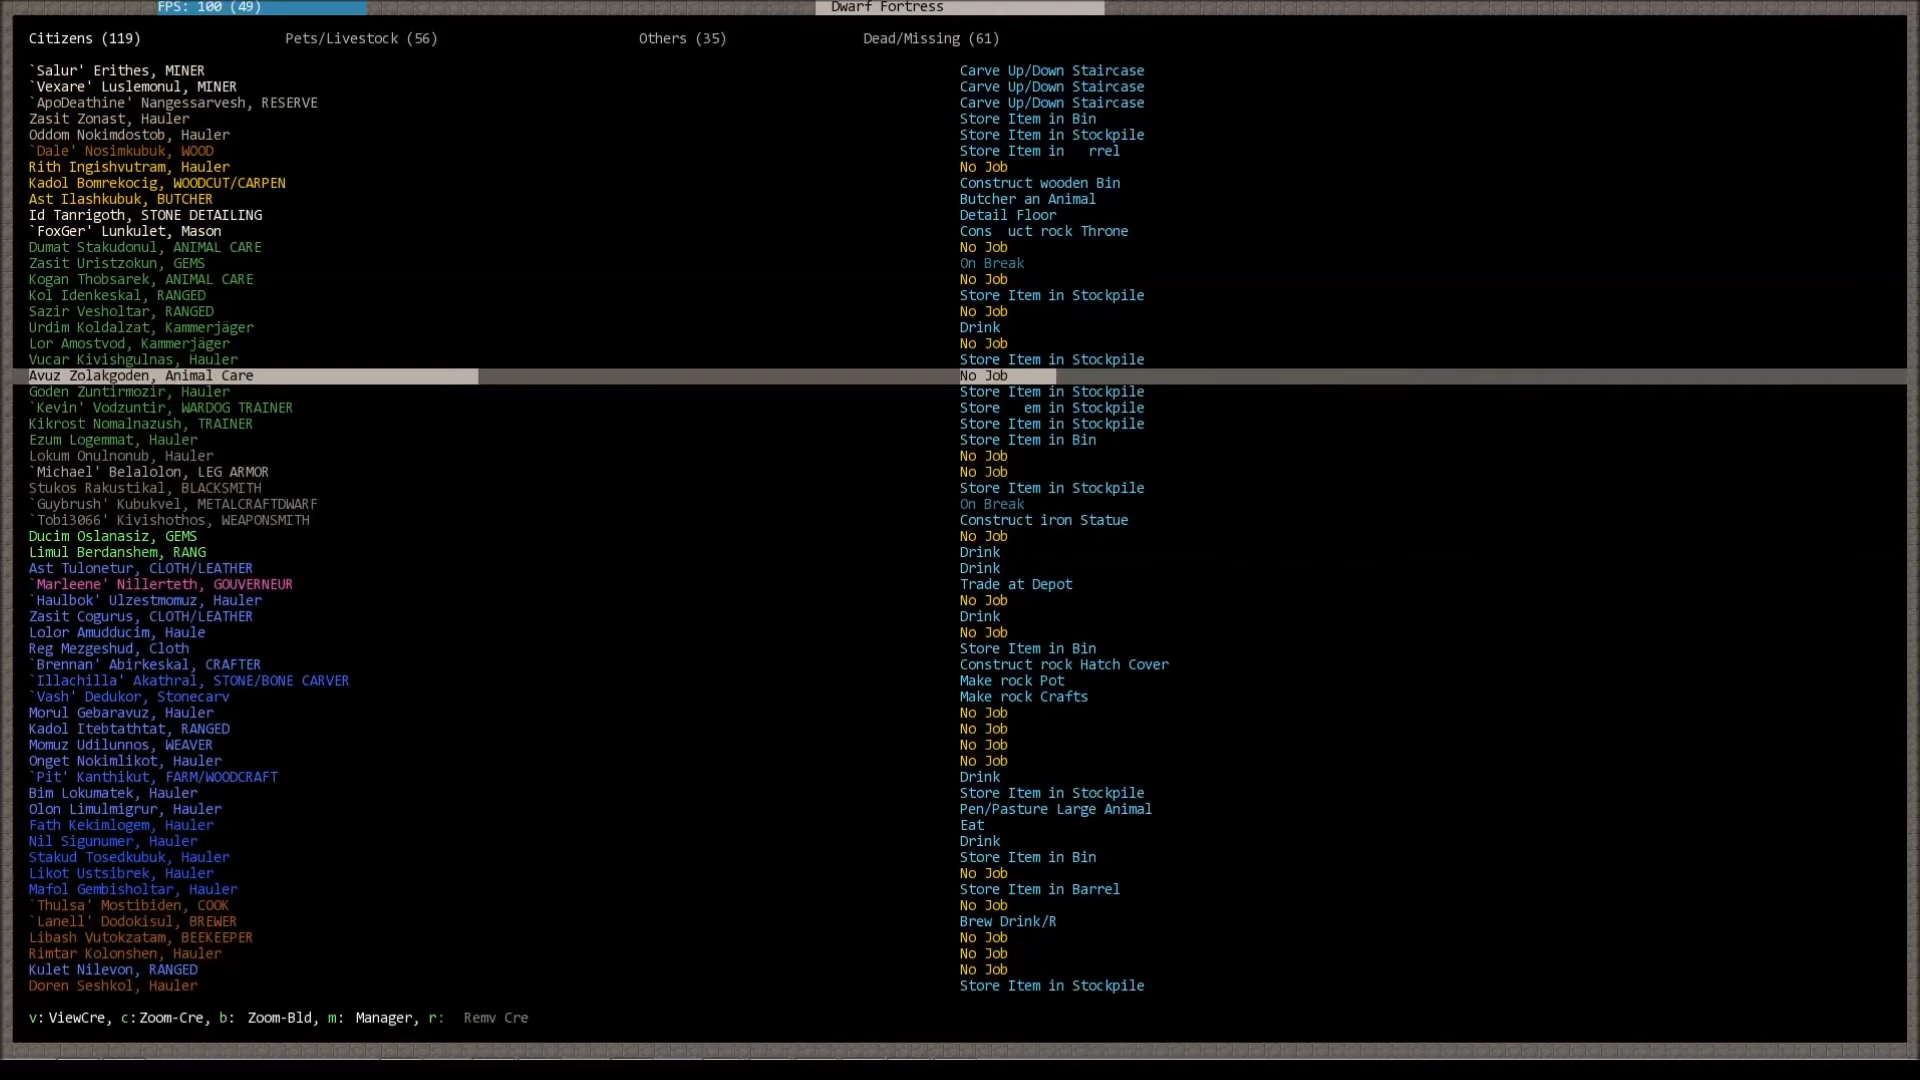 FPS: 100 (49) Dwarf Fortress
Citizens (119) Pets/Livestock (56) Others (35) Dead/Missing (61)
`Salur' Erithes, MINER Carve Up/Down Staircase
`Vexare' Luslemonul, MINER Carve Up/Down Staircase
`ApoDeathine' Nangessarvesh, RESERVE Carve Up/Down Staircase
Zasit Zonast, Hauler Store Item in Bin
Oddom Nokimdostob, Hauler Store Item in Stockpile
`Dale' Nosimkubuk, WOOD Store Item in rrel
Rith Ingishvutram, Hauler No Job
Kadol Bomrekocig, WOODCUT/CARPEN Construct wooden Bin
Ast Ilashkubuk, BUTCHER Butcher an Animal
Id Tanrigoth, STONE DETAILING Detail Floor
`FoxGer' Lunkulet, Mason Cons uct rock Throne
Dumat Stakudonul, ANIMAL CARE No Job
Zasit Uristzokun, GEMS On Break
Kogan Thobsarek, ANIMAL CARE No Job
Kol Idenkeskal, RANGED Store Item in Stockpile
Sazir Vesholtar, RANGED No Job
Urdim Koldalzat, Kammerjäger Drink
Lor Amostvod, Kammerjäger No Job
Vucar Kivishgulnas, Hauler Store Item in Stockpile
Avuz Zolakgoden, Animal Care No Job
Goden Zuntirmozir, Hauler Store Item in Stockpile
`Kevin' Vodzuntir, WARDOG TRAINER Store em in Stockpile
Kikrost Nomalnazush, TRAINER Store Item in Stockpile
Ezum Logemmat, Hauler Store Item in Bin
Lokum Onulnonub, Hauler No Job
`Michael' Belalolon, LEG ARMOR No Job
Stukos Rakustikal, BLACKSMITH Store Item in Stockpile
`Guybrush' Kubukvel, METALCRAFTDWARF On Break
`Tobi3066' Kivishothos, WEAPONSMITH Construct iron Statue
Ducim Oslanasiz, GEMS No Job
Limul Berdanshem, RANG Drink
Ast Tulonetur, CLOTH/LEATHER Drink
`Marleene' Nillerteth, GOUVERNEUR Trade at Depot
`Haulbok' Ulzestmomuz, Hauler No Job
Zasit Cogurus, CLOTH/LEATHER Drink
Lolor Amudducim, Haule No Job
Reg Mezgeshud, Cloth Store Item in Bin
`Brennan' Abirkeskal, CRAFTER Construct rock Hatch Cover
`Illachilla' Akathral, STONE/BONE CARVER Make rock Pot
`Vash' Dedukor, Stonecarv Make rock Crafts
Morul Gebaravuz, Hauler No Job
Kadol Itebtathtat, RANGED No Job
Momuz Udilunnos, WEAVER No Job
Onget Nokimlikot, Hauler No Job
`Pit' Kanthikut, FARM/WOODCRAFT Drink
Bim Lokumatek, Hauler Store Item in Stockpile
Olon Limulmigrur, Hauler Pen/Pasture Large Animal
Fath Kekimlogem, Hauler Eat
Nil Sigunumer, Hauler Drink
Stakud Tosedkubuk, Hauler Store Item in Bin
Likot Ustsibrek, Hauler No Job
Mafol Gembisholtar, Hauler Store Item in Barrel
`Thulsa' Mostibiden, COOK No Job
`Lanell' Dodokisul, BREWER Brew Drink/R
Libash Vutokzatam, BEEKEEPER No Job
Rimtar Kolonshen, Hauler No Job
Kulet Nilevon, RANGED No Job
Doren Seshkol, Hauler Store Item in Stockpile
v: ViewCre, c:Zoom-Cre, b: Zoom-Bld, m: Manager, r: Remv Cre